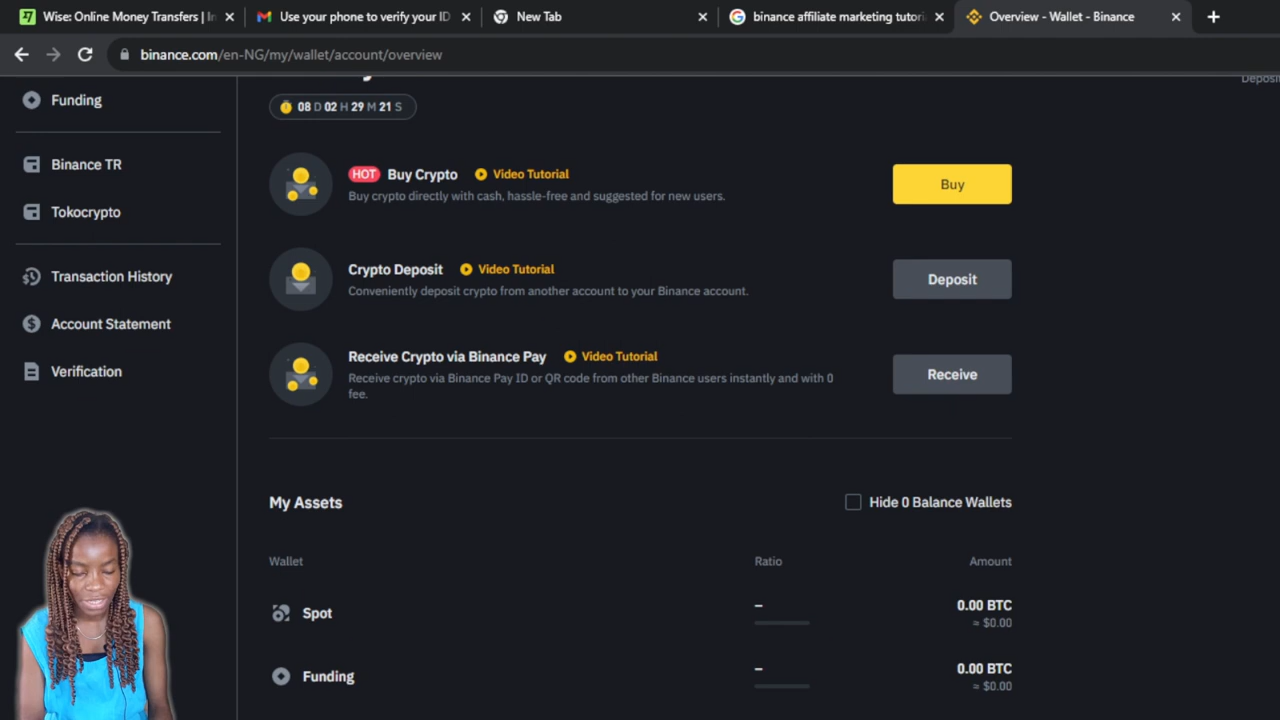 Wise: Online Money Transfers | In
Use your phone to verify your ID
New Tab
binance affiliate marketing tutori
Overview - Wallet - Binance
binance.com/en-NG/my/wallet/account/overview
Deposit
Funding
08 D 02 H 29 M 21 S
Binance TR
HOT Buy Crypto Video Tutorial
Buy crypto directly with cash, hassle-free and suggested for new users.
Buy
Tokocrypto
Crypto Deposit Video Tutorial
Conveniently deposit crypto from another account to your Binance account.
Deposit
Transaction History
Account Statement
Verification
Receive Crypto via Binance Pay Video Tutorial
Receive crypto via Binance Pay ID or QR code from other Binance users instantly and with 0
fee.
Receive
My Assets
Hide 0 Balance Wallets
Wallet Ratio Amount
Spot – 0.00 BTC
≈ $0.00
Funding – 0.00 BTC
≈ $0.00